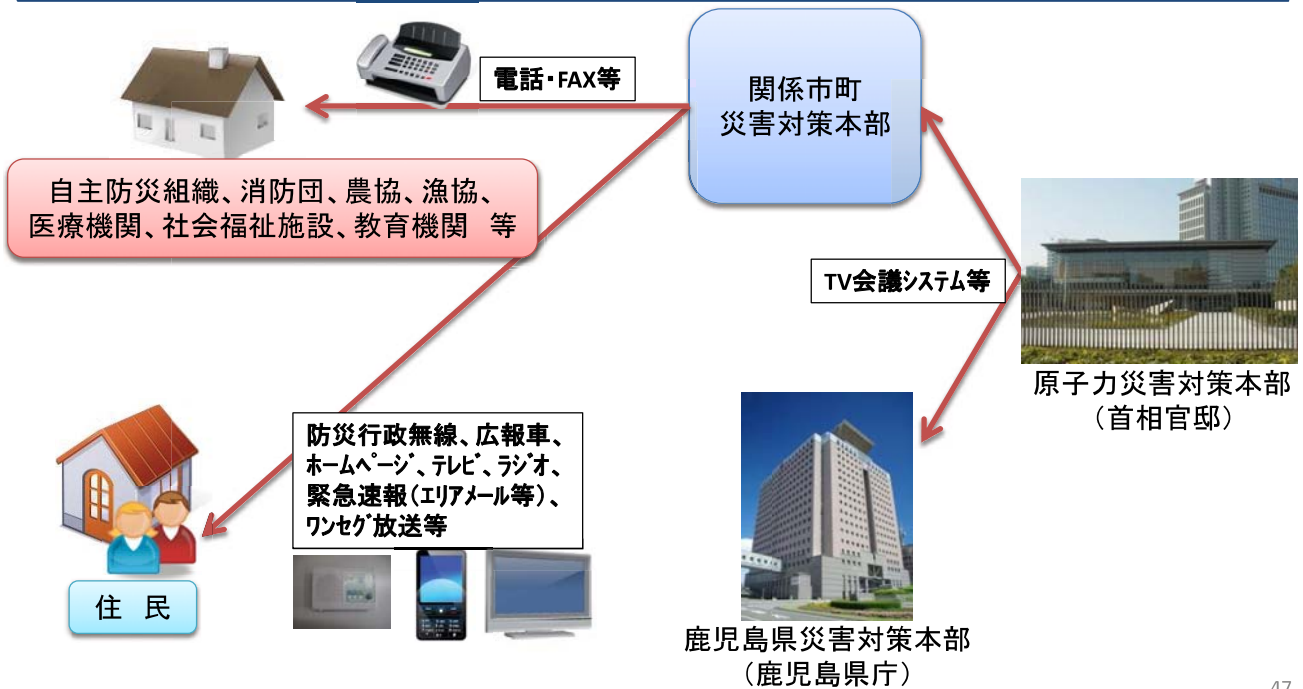 電話・FAX等
関係市町
災害対策本部
自主防災組織、消防団、農協、漁協、
医療機関、社会福祉施設、教育機関　等
TV会議ｼｽﾃﾑ等
原子力災害対策本部
（首相官邸）
防災行政無線、広報車、
ﾎｰﾑﾍﾟｰｼﾞ、ﾃﾚﾋﾞ、ﾗｼﾞｵ、
緊急速報（ｴﾘｱﾒｰﾙ等）、
ﾜﾝｾｸﾞ放送等
住　民
鹿児島県災害対策本部
（鹿児島県庁）
47